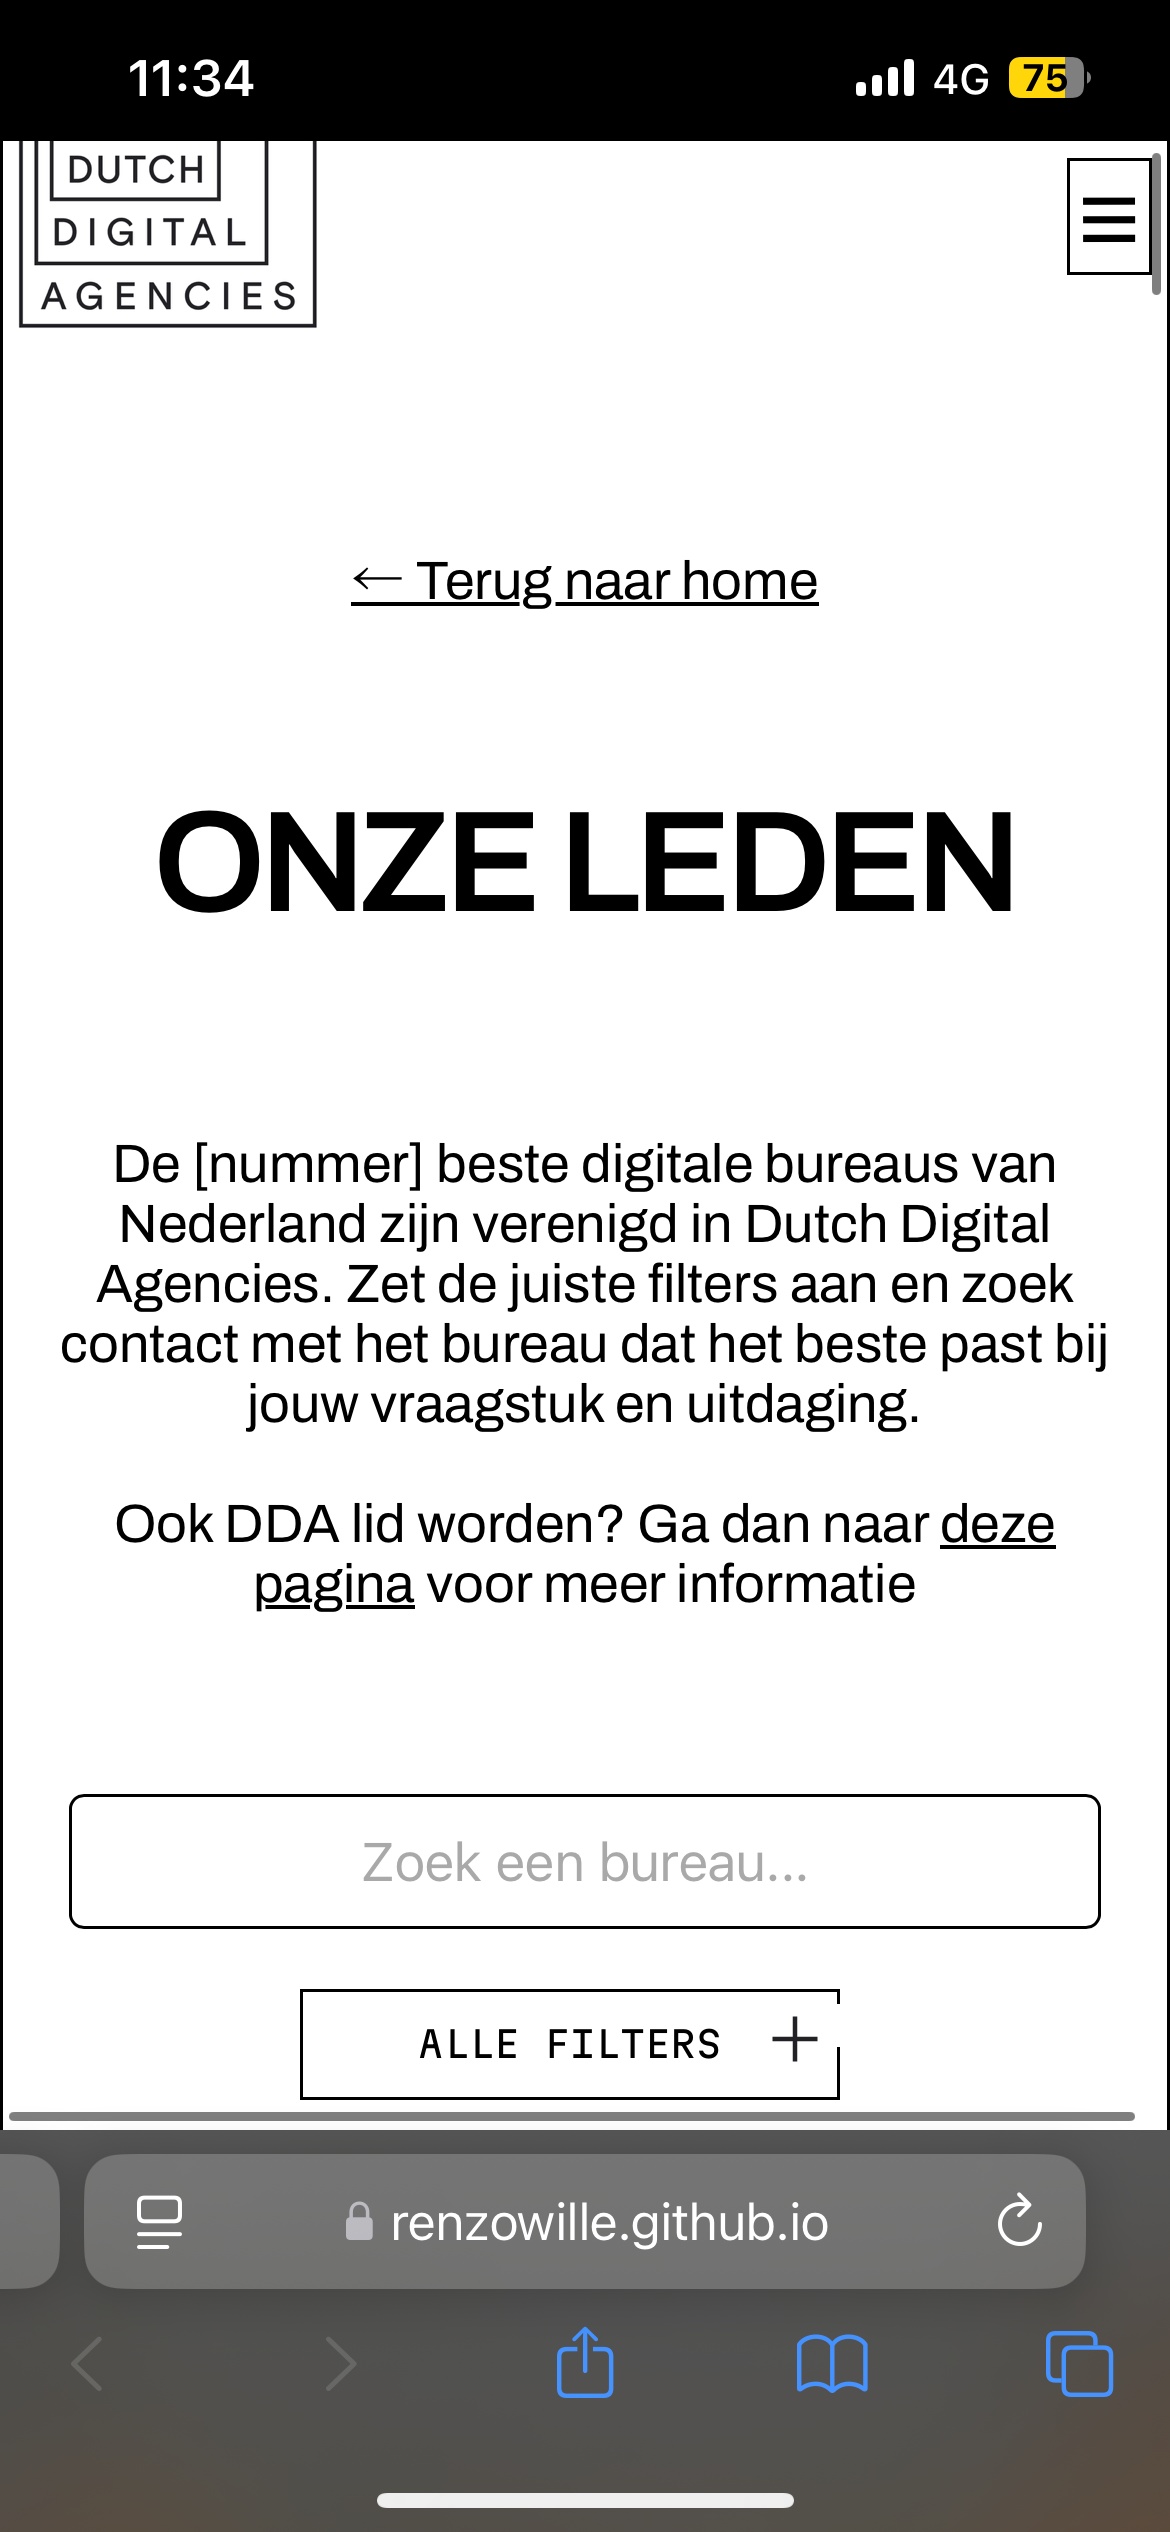 11:34 4G 75
DUTCH
DIGITAL
AGENCIES
← Terug naar home
ONZE LEDEN
De [nummer] beste digitale bureaus van
Nederland zijn verenigd in Dutch Digital
Agencies. Zet de juiste filters aan en zoek
contact met het bureau dat het beste past bij
jouw vraagstuk en uitdaging.
Ook DDA lid worden? Ga dan naar deze
pagina voor meer informatie
Zoek een bureau...
ALLE FILTERS +
renzowille.github.io